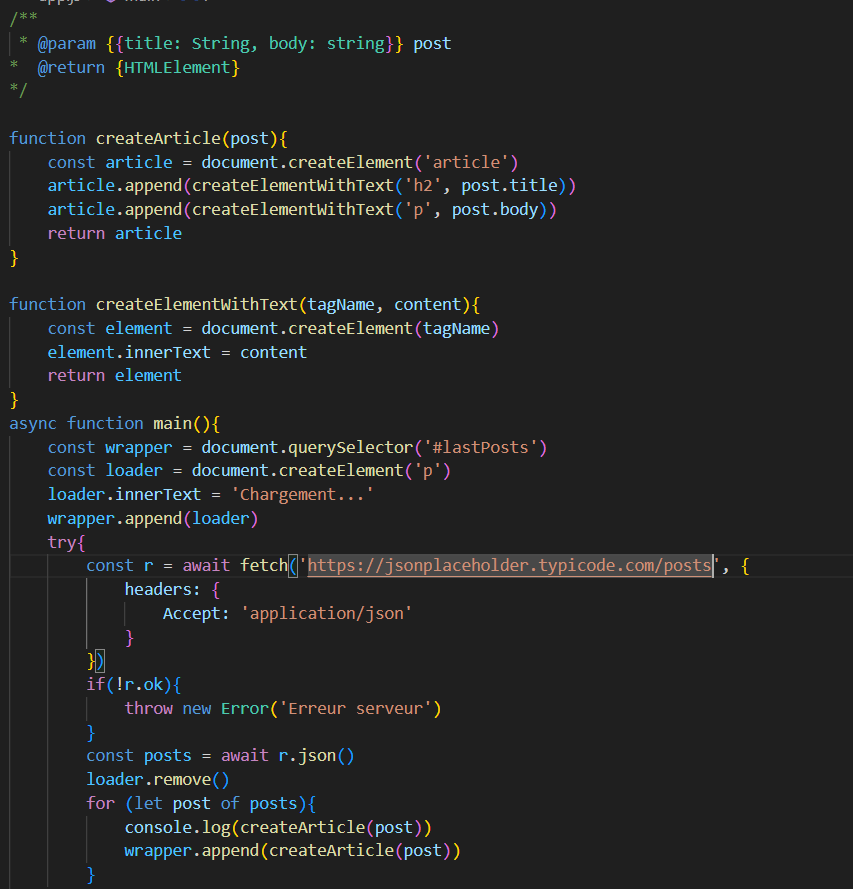 /**
 * @param {{title: String, body: string}} post
*  @return {HTMLElement}
*/

function createArticle(post){
    const article = document.createElement('article')
    article.append(createElementWithText('h2', post.title))
    article.append(createElementWithText('p', post.body))
    return article
}

function createElementWithText(tagName, content){
    const element = document.createElement(tagName)
    element.innerText = content
    return element
}
async function main(){
    const wrapper = document.querySelector('#lastPosts')
    const loader = document.createElement('p')
    loader.innerText = 'Chargement...'
    wrapper.append(loader)
    try{
        const r = await fetch('https://jsonplaceholder.typicode.com/posts', {
            headers: {
                Accept: 'application/json'
            }
        })
        if(!r.ok){
            throw new Error('Erreur serveur')
        }
        const posts = await r.json()
        loader.remove()
        for (let post of posts){
            console.log(createArticle(post))
            wrapper.append(createArticle(post))
        }